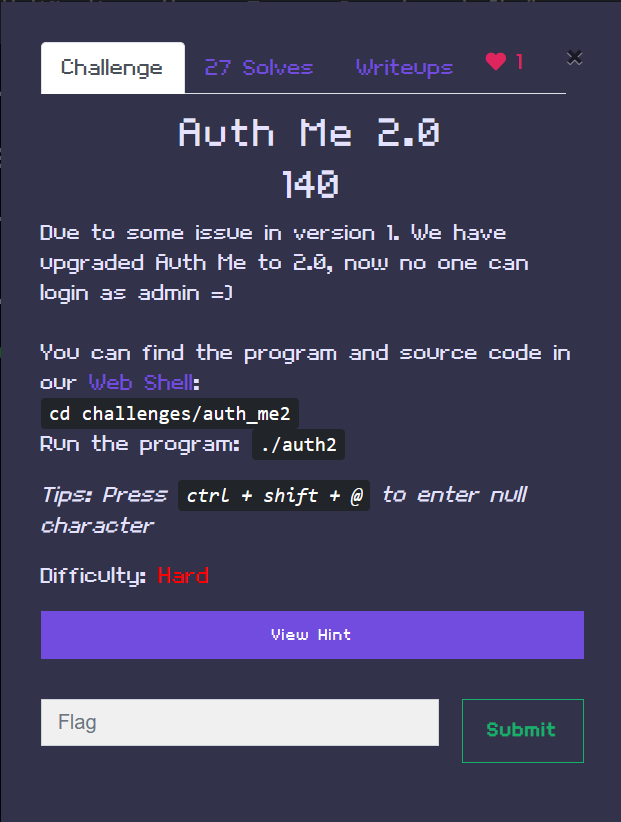 Challenge 27 Solves Writeups 1 ×
Auth Me 2.0
140
Due to some issue in version 1. We have
upgraded Auth Me to 2.0, now no one can
login as admin =)
You can find the program and source code in
our Web Shell:
cd challenges/auth_me2
Run the program: ./auth2
Tips: Press ctrl + shift + @ to enter null
character
Difficulty: Hard
View Hint
Flag
Submit